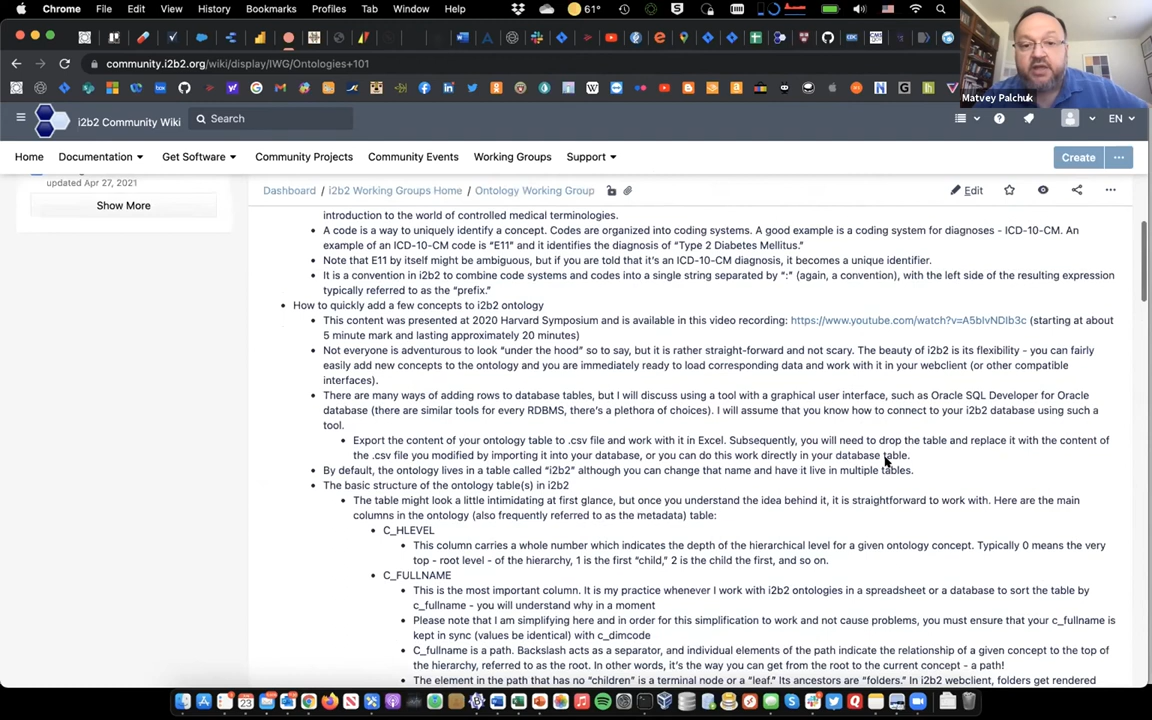 Chrome File Edit View History Bookmarks Profiles Tab Window Help 61°
community.i2b2.org/wiki/display/IWG/Ontologies+101
Matvey Palchuk
i2b2 Community Wiki Search EN
Home Documentation Get Software Community Projects Community Events Working Groups Support Create
updated Apr 27, 2021
Show More
Dashboard / i2b2 Working Groups Home / Ontology Working Group Edit
introduction to the world of controlled medical terminologies.
• A code is a way to uniquely identify a concept. Codes are organized into coding systems. A good example is a coding system for diagnoses - ICD-10-CM. An
example of an ICD-10-CM code is “E11” and it identifies the diagnosis of “Type 2 Diabetes Mellitus.”
• Note that E11 by itself might be ambiguous, but if you are told that it’s an ICD-10-CM diagnosis, it becomes a unique identifier.
• It is a convention in i2b2 to combine code systems and codes into a single string separated by “:” (again, a convention), with the left side of the resulting expression
typically referred to as the “prefix.”
• How to quickly add a few concepts to i2b2 ontology
• This content was presented at 2020 Harvard Symposium and is available in this video recording: https://www.youtube.com/watch?v=A5bIvNDIb3c (starting at about
5 minute mark and lasting approximately 20 minutes)
• Not everyone is adventurous to look “under the hood” so to say, but it is rather straight-forward and not scary. The beauty of i2b2 is its flexibility - you can fairly
easily add new concepts to the ontology and you are immediately ready to load corresponding data and work with it in your webclient (or other compatible
interfaces).
• There are many ways of adding rows to database tables, but I will discuss using a tool with a graphical user interface, such as Oracle SQL Developer for Oracle
database (there are similar tools for every RDBMS, there’s a plethora of choices). I will assume that you know how to connect to your i2b2 database using such a
tool.
• Export the content of your ontology table to .csv file and work with it in Excel. Subsequently, you will need to drop the table and replace it with the content of
the .csv file you modified by importing it into your database, or you can do this work directly in your database table.
• By default, the ontology lives in a table called “i2b2” although you can change that name and have it live in multiple tables.
• The basic structure of the ontology table(s) in i2b2
• The table might look a little intimidating at first glance, but once you understand the idea behind it, it is straightforward to work with. Here are the main
columns in the ontology (also frequently referred to as the metadata) table:
• C_HLEVEL
• This column carries a whole number which indicates the depth of the hierarchical level for a given ontology concept. Typically 0 means the very
top - root level - of the hierarchy, 1 is the first “child,” 2 is the child the first, and so on.
• C_FULLNAME
• This is the most important column. It is my practice whenever I work with i2b2 ontologies in a spreadsheet or a database to sort the table by
c_fullname - you will understand why in a moment
• Please note that I am simplifying here and in order for this simplification to work and not cause problems, you must ensure that your c_fullname is
kept in sync (values be identical) with c_dimcode
• C_fullname is a path. Backslash acts as a separator, and individual elements of the path indicate the relationship of a given concept to the top of
the hierarchy, referred to as the root. In other words, it’s the way you can get from the root to the current concept - a path!
• The element in the path that has no “children” is a terminal node or a “leaf.” Its ancestors are “folders.” In i2b2 webclient, folders get rendered